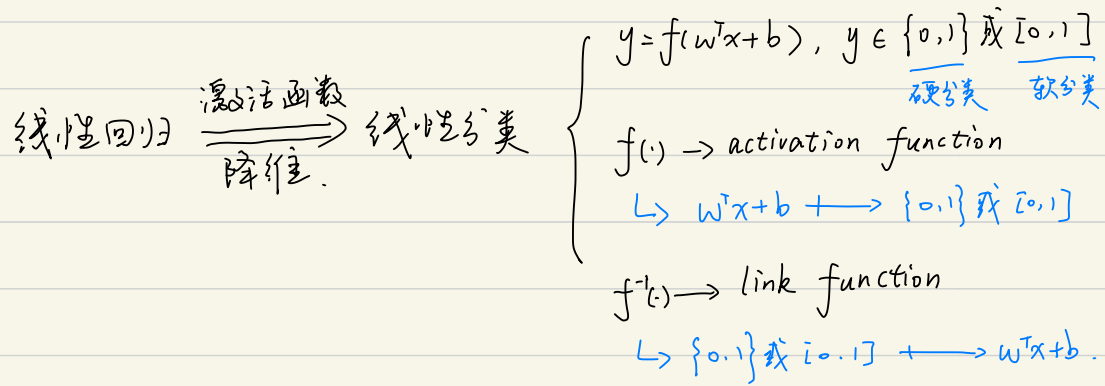 线性回归 激活函数 ⟹ 降维. 线性分类
y=f(wᵀx+b), y∈{0,1}或[0,1]
硬分类 软分类
f(·) → activation function
↳ wᵀx+b ⟼ {0,1}或[0,1]
f⁻¹(·) → link function
↳ {0,1}或[0,1] ⟼ wᵀx+b.